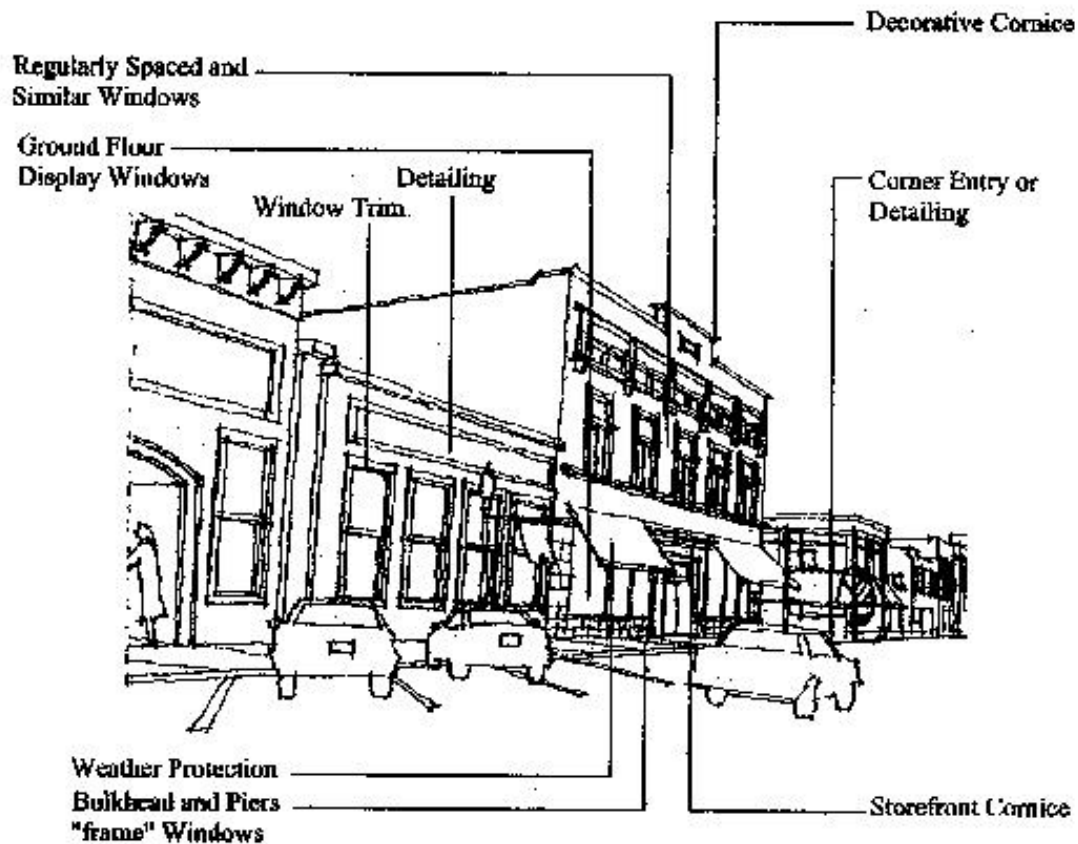 Decorative Cornice
Regularly Spaced and
Similar Windows
Ground Floor
Display Windows
Detailing
Window Trim
Corner Entry or
Detailing
Weather Protection
Bulkhead and Piers
"frame" Windows
Storefront Cornice